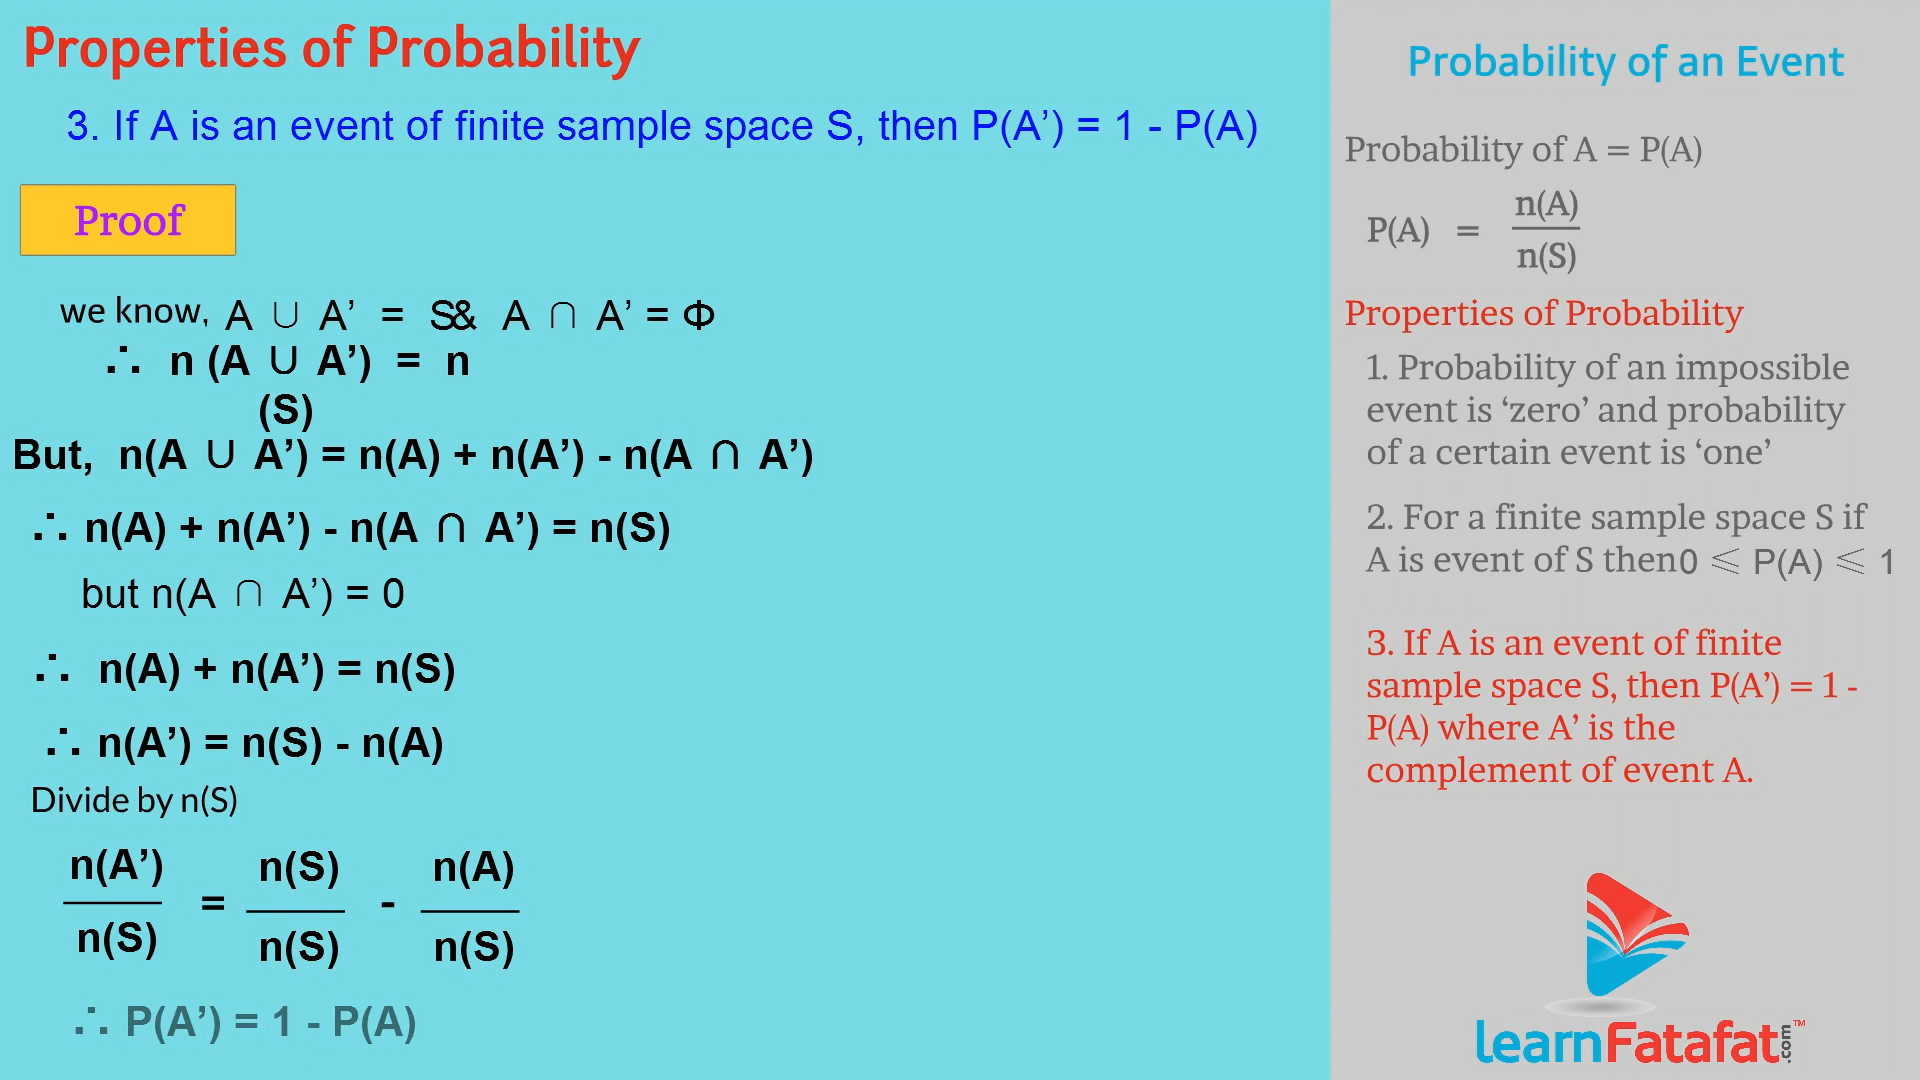 Properties of Probability
3. If A is an event of finite sample space S, then P(A’) = 1 - P(A)
Proof
we know, A ∪ A’ = S& A ∩ A’ = Φ
∴ n (A ∪ A’) = n
(S)
But, n(A ∪ A’) = n(A) + n(A’) - n(A ∩ A’)
∴ n(A) + n(A’) - n(A ∩ A’) = n(S)
but n(A ∩ A’) = 0
∴ n(A) + n(A’) = n(S)
∴ n(A’) = n(S) - n(A)
Divide by n(S)
n(A’) n(S) n(A)
= -
n(S) n(S) n(S)
∴ P(A’) = 1 - P(A)
Probability of an Event
Probability of A = P(A)
n(A)
P(A) =
n(S)
Properties of Probability
1. Probability of an impossible
event is ‘zero’ and probability
of a certain event is ‘one’
2. For a finite sample space S if
A is event of S then0 ⩽ P(A) ⩽ 1
3. If A is an event of finite
sample space S, then P(A’) = 1 -
P(A) where A’ is the
complement of event A.
learnFatafat.com™